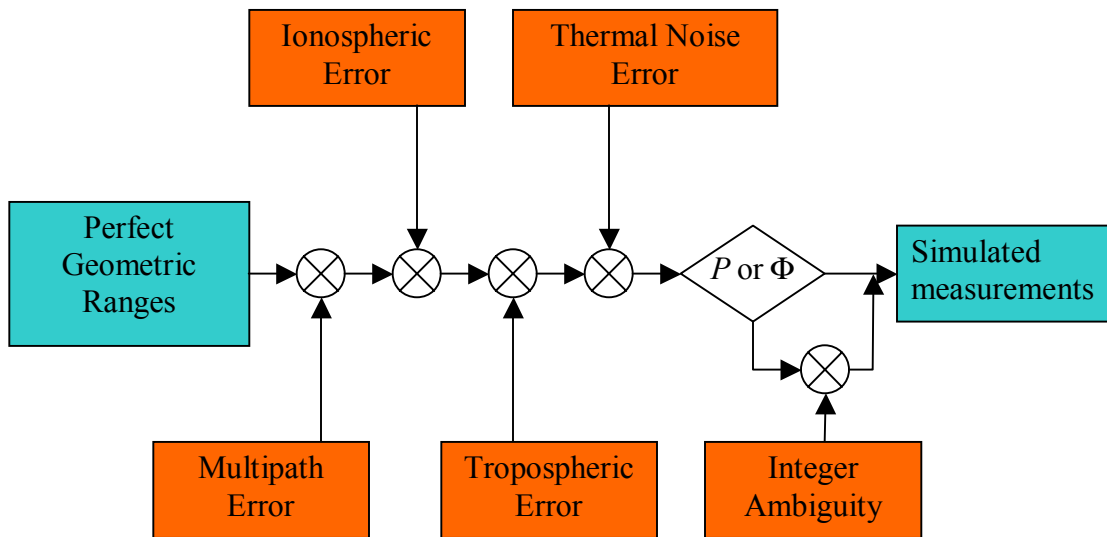 Ionospheric
Error
Thermal Noise
Error
Perfect
Geometric
Ranges
P or Φ
Simulated
measurements
Multipath
Error
Tropospheric
Error
Integer
Ambiguity